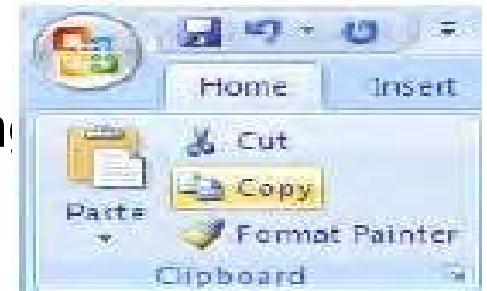 Home Insert
Cut
Copy
Paste
Format Painter
Clipboard